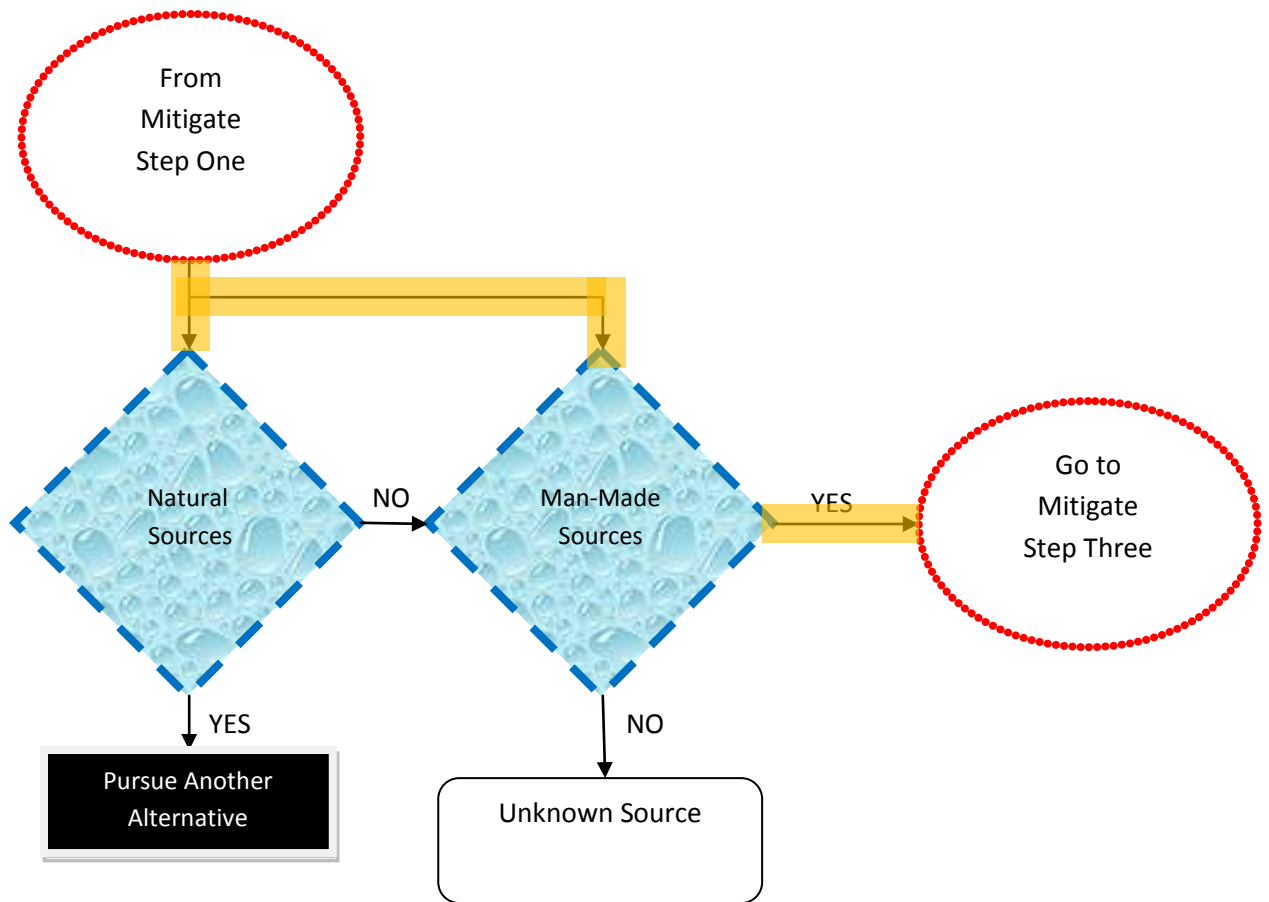 From
Mitigate
Step One
Natural
Sources
NO
Man-Made
Sources
YES
Go to
Mitigate
Step Three
YES
NO
Pursue Another
Alternative
Unknown Source